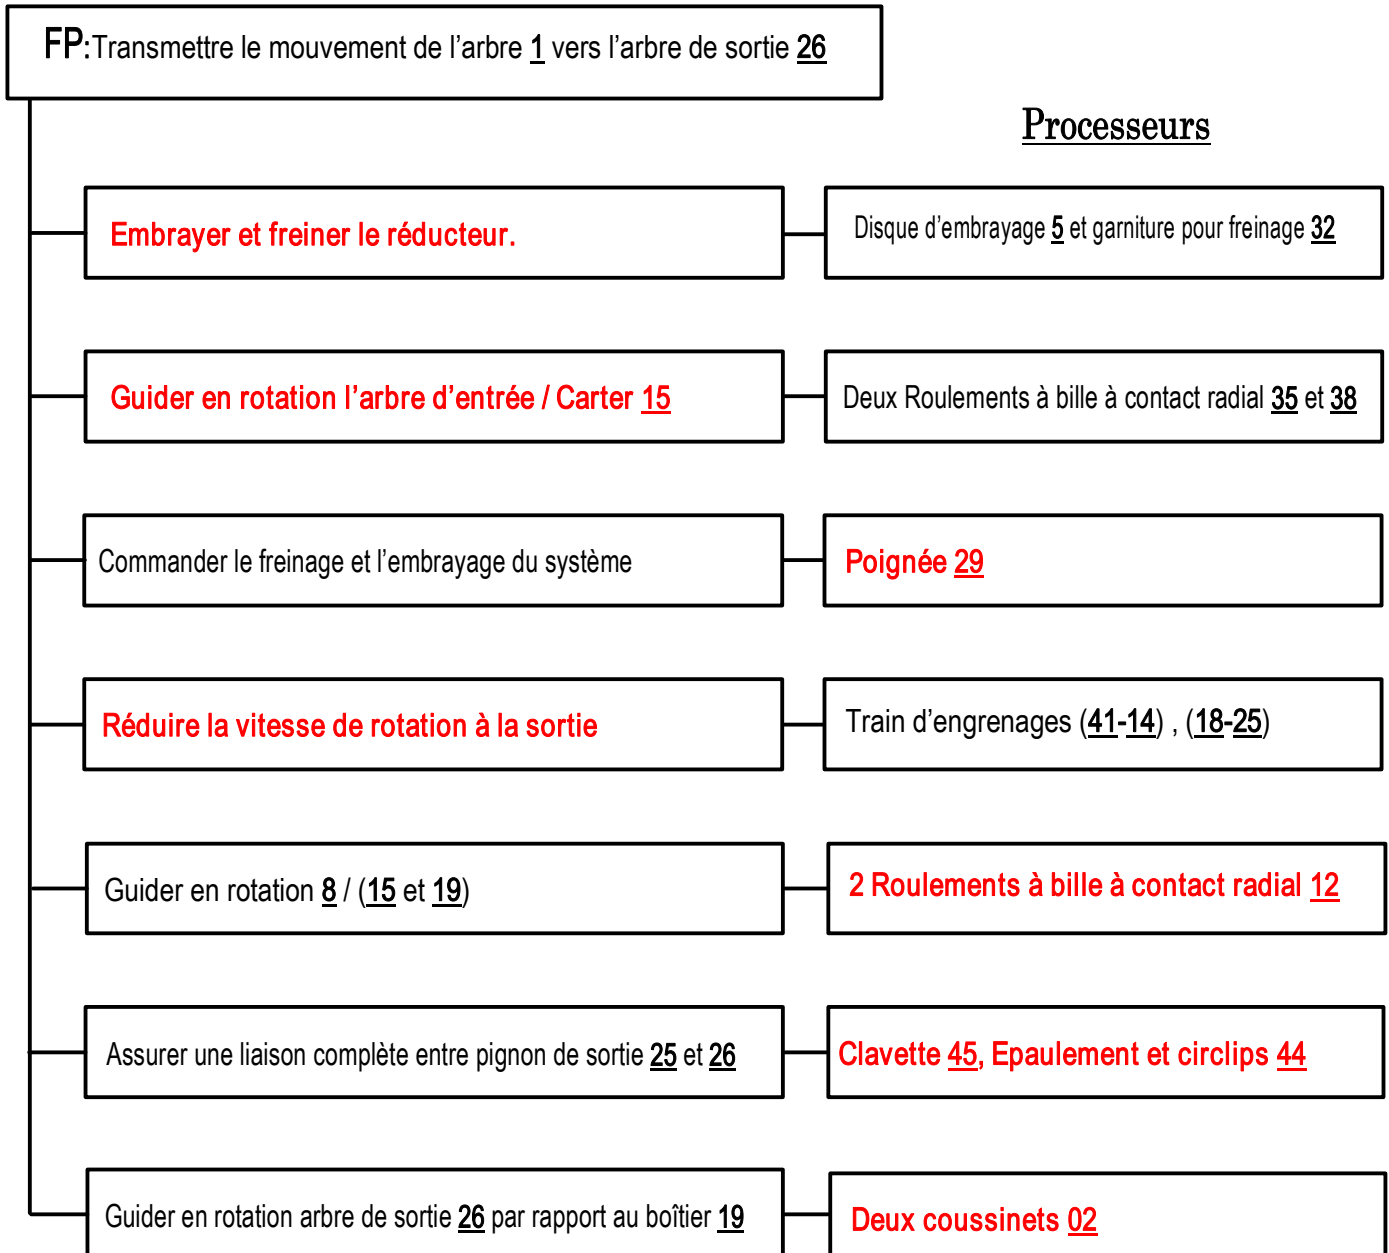 FP:Transmettre le mouvement de l’arbre 1 vers l’arbre de sortie 26
Processeurs
Embrayer et freiner le réducteur.
Disque d’embrayage 5 et garniture pour freinage 32
Guider en rotation l’arbre d’entrée / Carter 15
Deux Roulements à bille à contact radial 35 et 38
Commander le freinage et l’embrayage du système
Poignée 29
Réduire la vitesse de rotation à la sortie
Train d’engrenages (41-14) , (18-25)
Guider en rotation 8 / (15 et 19)
2 Roulements à bille à contact radial 12
Assurer une liaison complète entre pignon de sortie 25 et 26
Clavette 45, Epaulement et circlips 44
Guider en rotation arbre de sortie 26 par rapport au boîtier 19
Deux coussinets 02